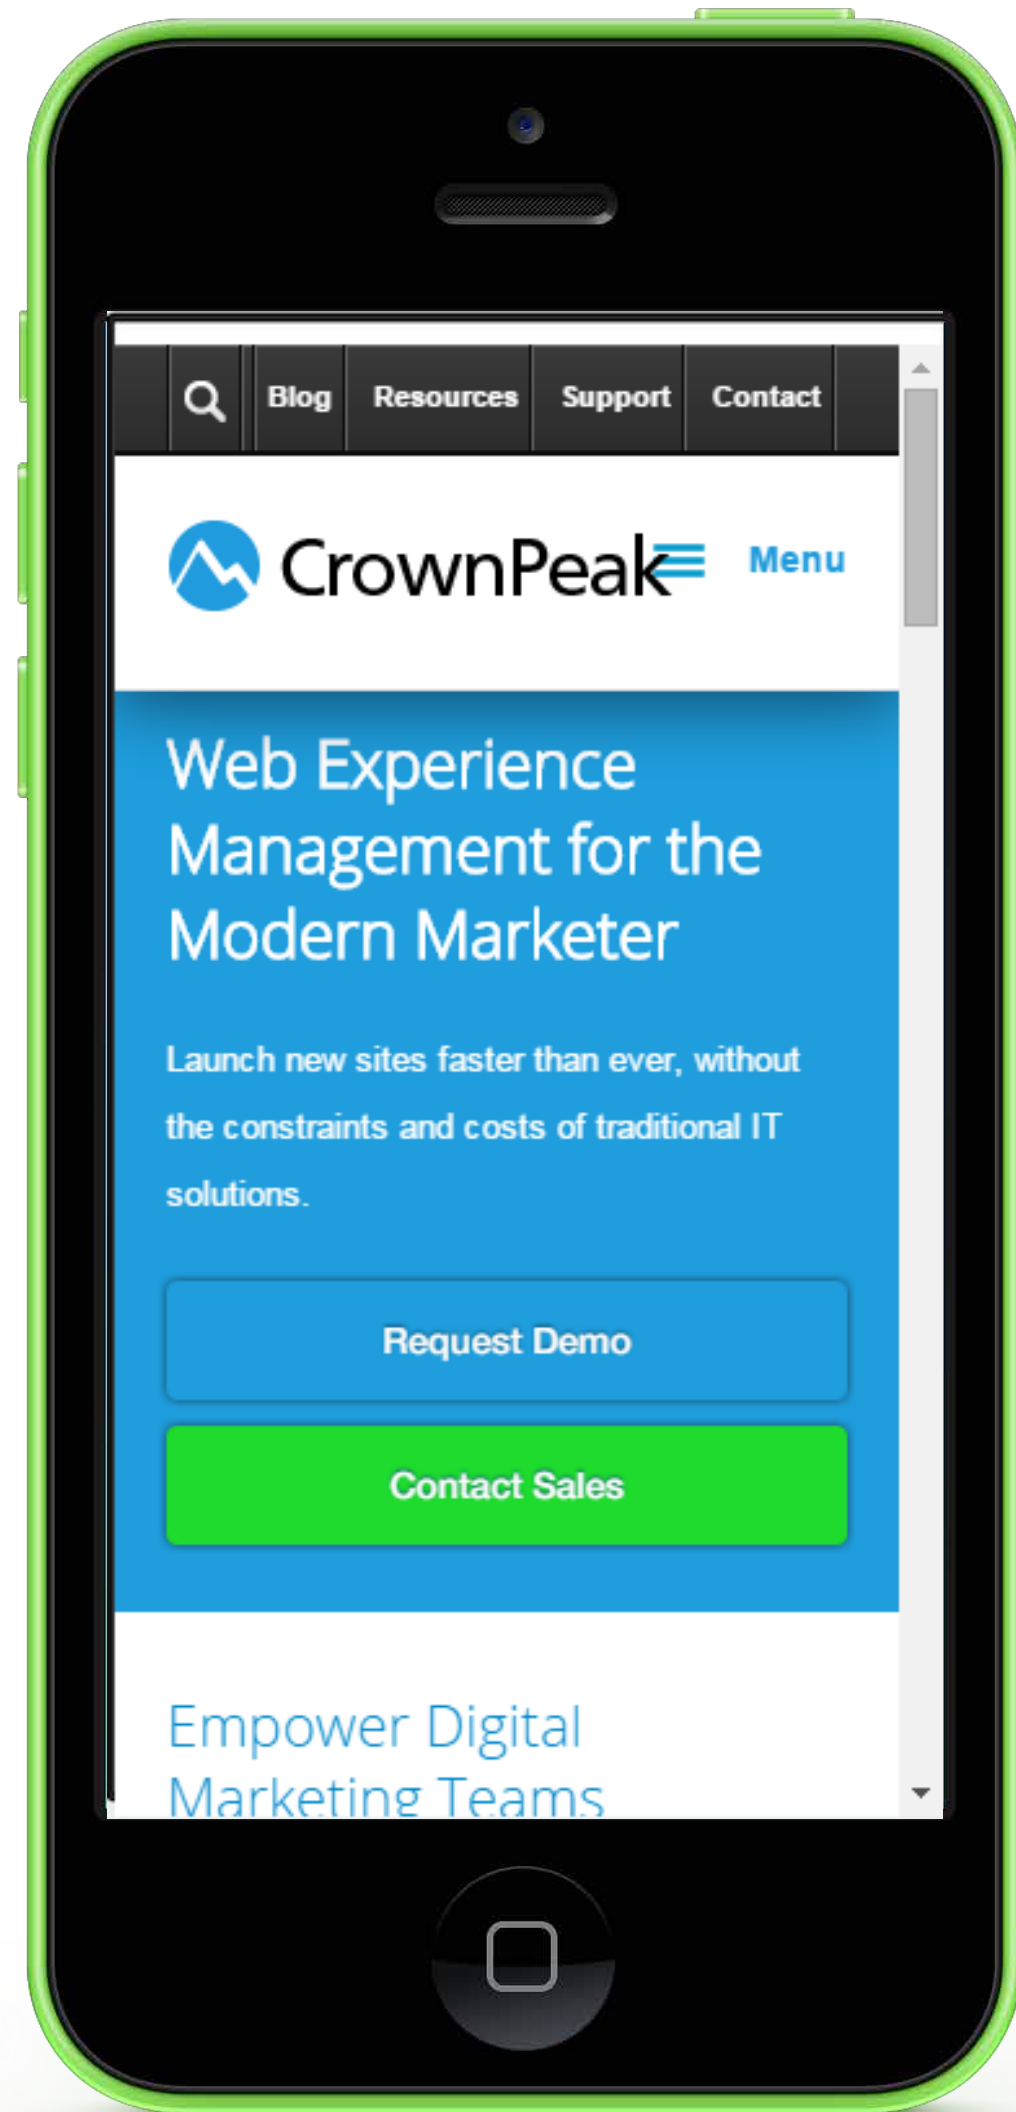 Blog Resources Support Contact
CrownPeak Menu
Web Experience
Management for the
Modern Marketer
Launch new sites faster than ever, without
the constraints and costs of traditional IT
solutions.
Request Demo
Contact Sales
Empower Digital
Marketing Teams